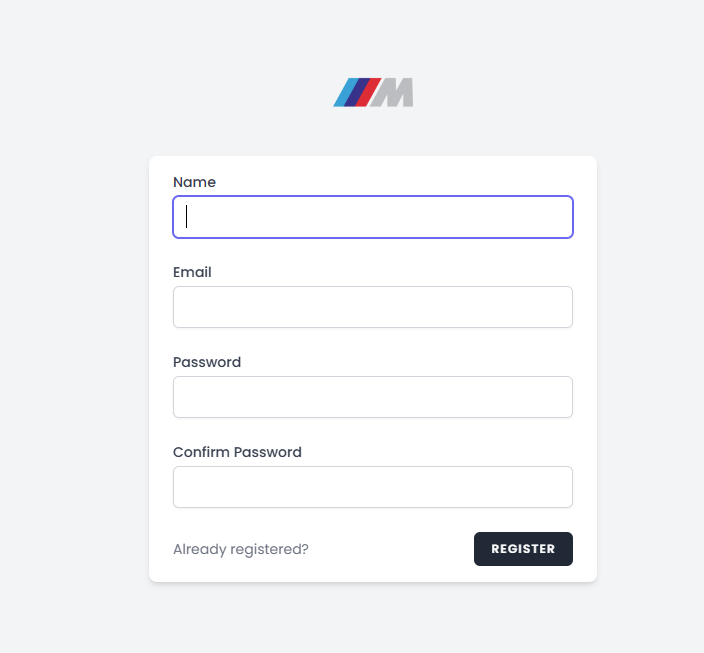 M
Name
Email
Password
Confirm Password
Already registered?
REGISTER